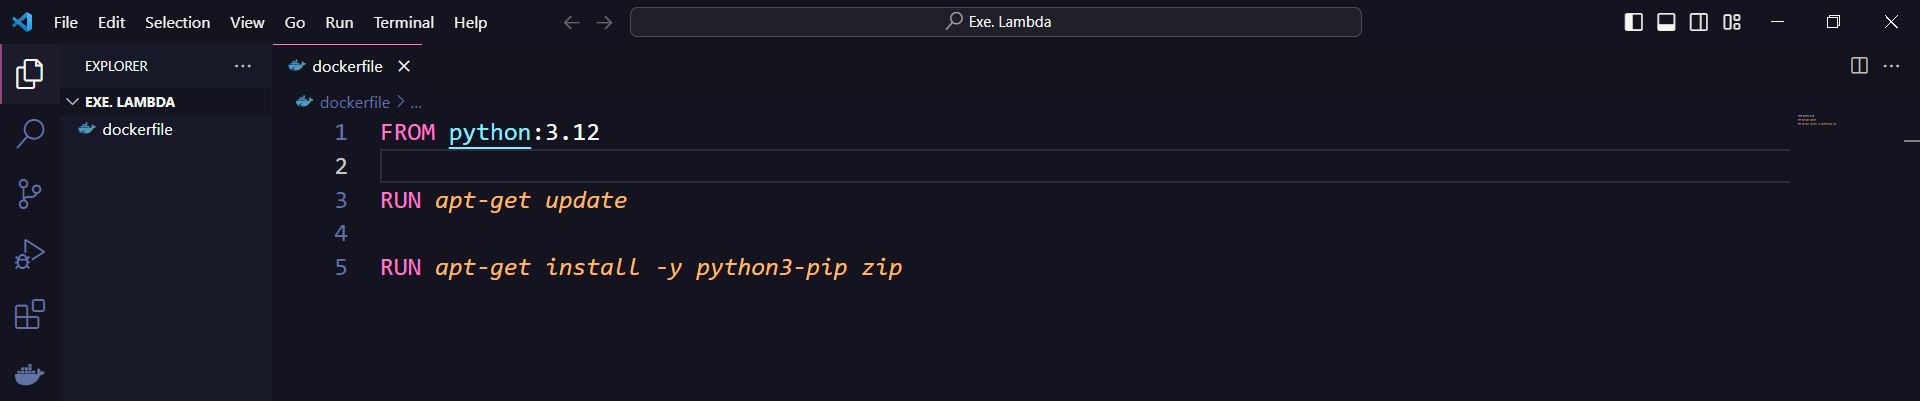 File Edit Selection View Go Run Terminal Help
Exe. Lambda
EXPLORER
dockerfile
EXE. LAMBDA
dockerfile > ...
dockerfile
1 FROM python:3.12
2
3 RUN apt-get update
4
5 RUN apt-get install -y python3-pip zip